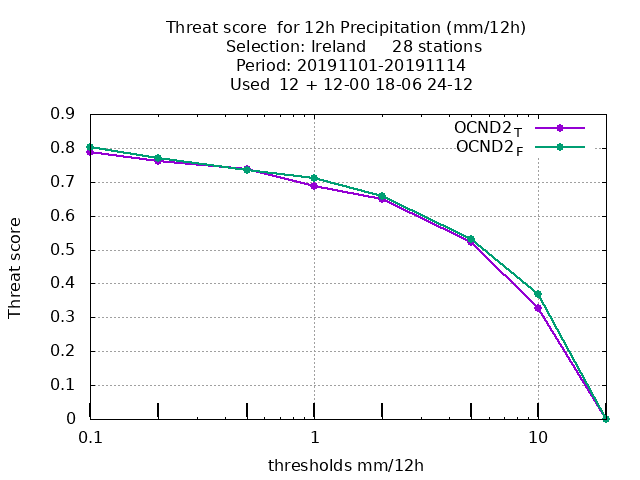 Threat score  for 12h Precipitation (mm/12h)
Selection: Ireland     28 stations
Period: 20191101-20191114
Used  12 + 12-00 18-06 24-12
OCND2T
OCND2F
0.9
0.8
0.7
0.6
0.5
0.4
0.3
0.2
0.1
0
Threat score
0.1 1 10
thresholds mm/12h